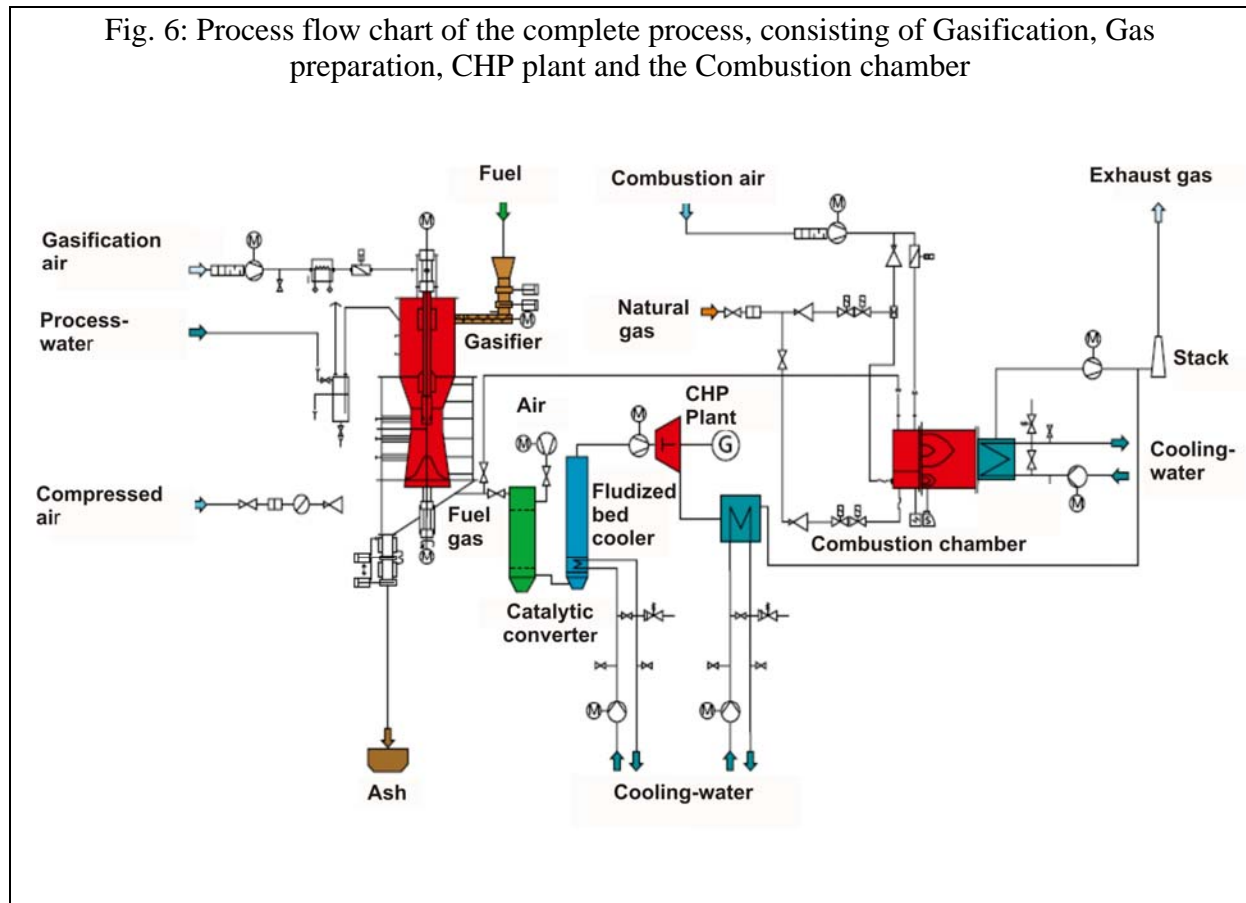 Fig. 6: Process flow chart of the complete process, consisting of Gasification, Gas
preparation, CHP plant and the Combustion chamber
Fuel
Combustion air
Exhaust gas
M
M
M
Gasification
air
Natural
gas
Process-
water
M
Gasifier
M
Stack
Air
CHP
Plant
M
M
G
Cooling-
water
M
Compressed
air
Fuel
gas
Fludized
bed
cooler
M
Combustion chamber
Catalytic
converter
M
M
Ash
Cooling-water